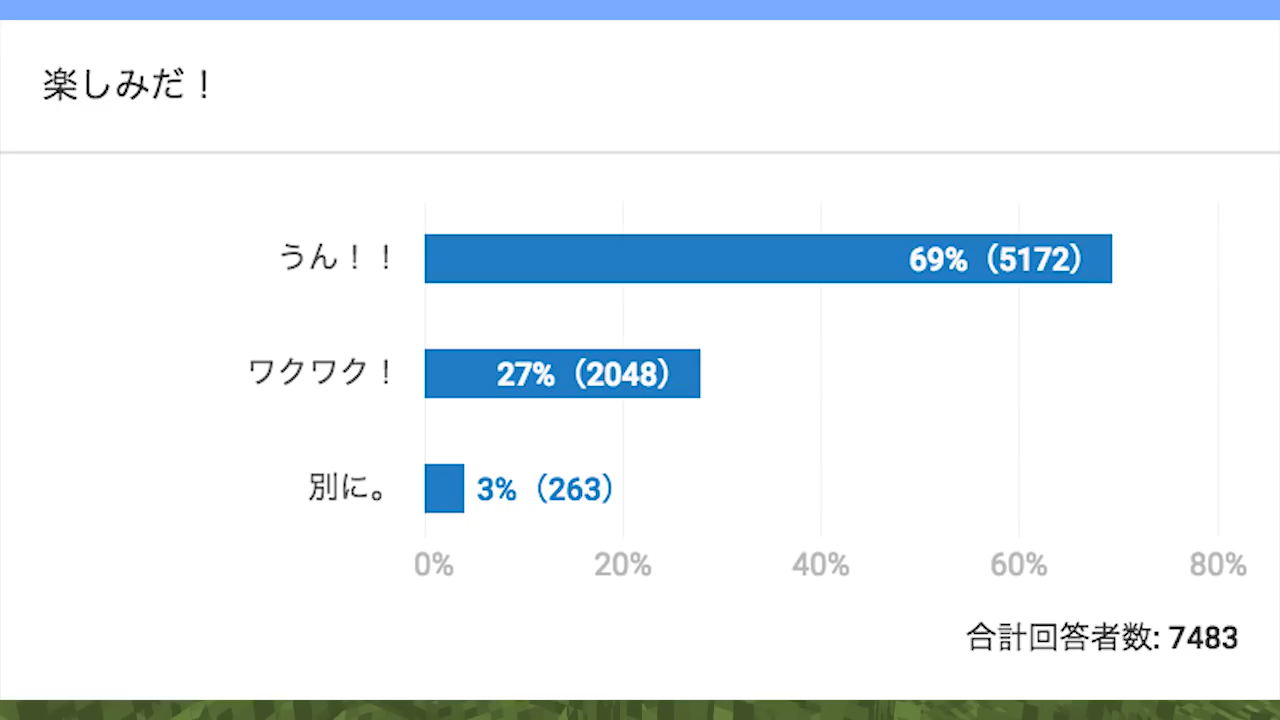 楽しみだ！
うん！！ 69%（5172）
ワクワク！ 27%（2048）
別に。 3%（263）
0% 20% 40% 60% 80%
合計回答者数: 7483